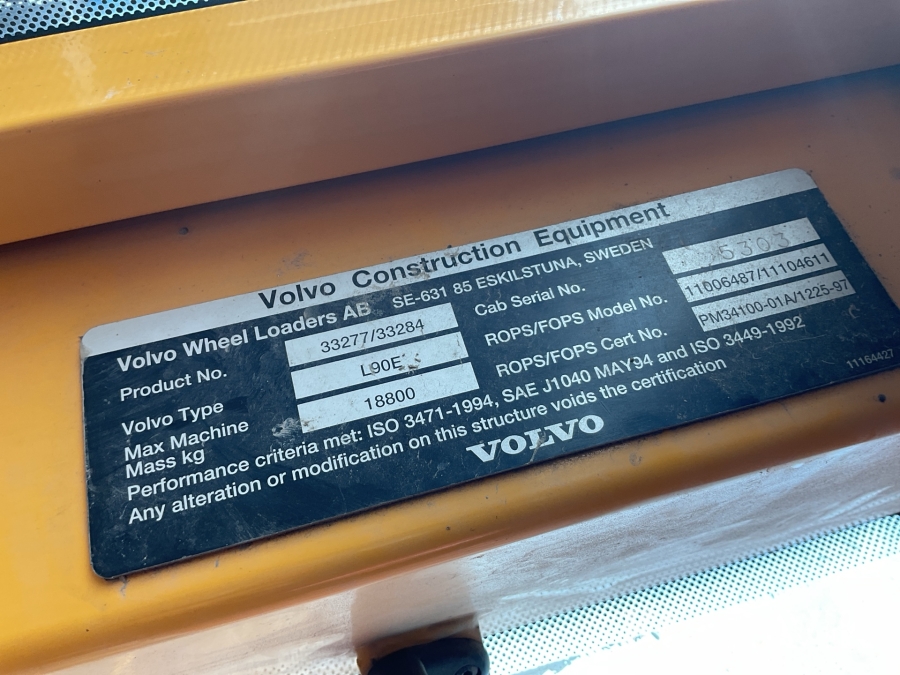 Volvo Construction Equipment
Volvo Wheel Loaders AB SE-631 85 ESKILSTUNA, SWEDEN
Product No. 33277/33284
Volvo Type L90E
Max Machine
Mass kg 18800
Cab Serial No.
ROPS/FOPS Model No. 11006487/11104611
ROPS/FOPS Cert No. PM34100-01A/1225-97
Performance criteria met: ISO 3471-1994, SAE J1040 MAY94 and ISO 3449-1992
Any alteration or modification on this structure voids the certification
VOLVO
11164427